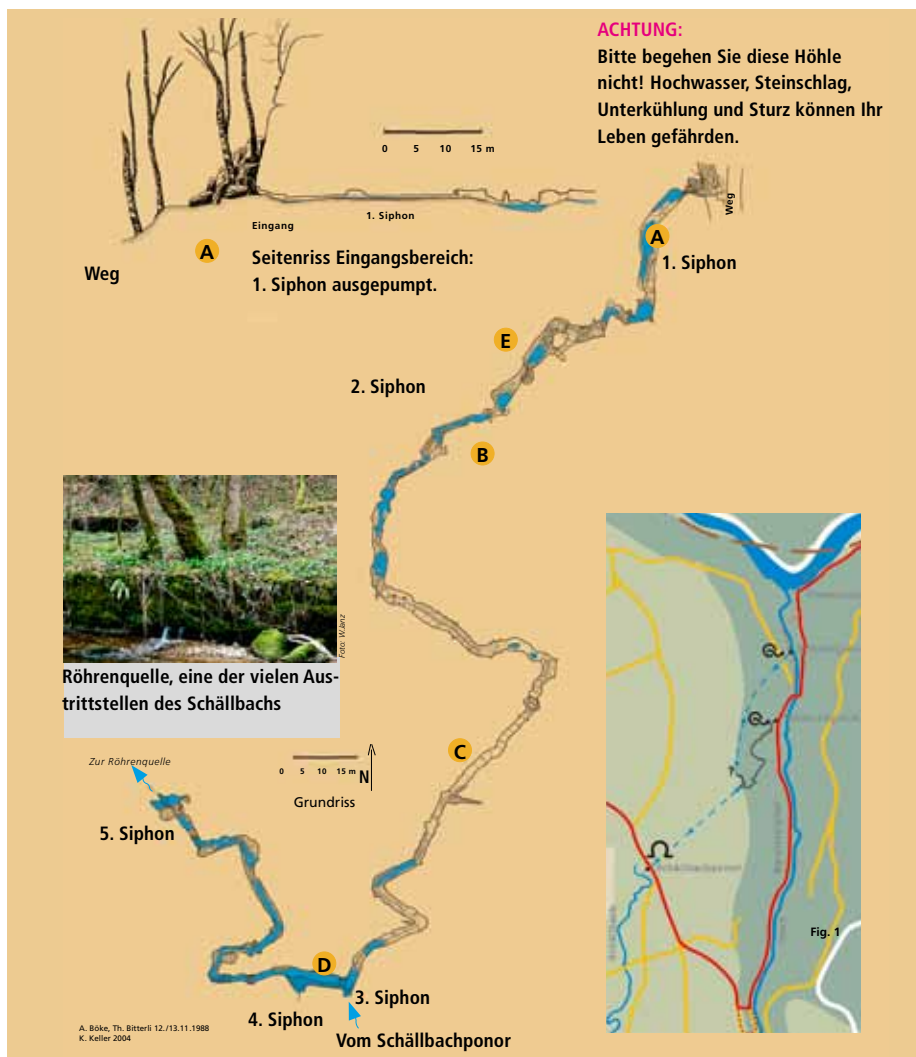 ACHTUNG:
Bitte begehen Sie diese Höhle
nicht! Hochwasser, Steinschlag,
Unterkühlung und Sturz können Ihr
Leben gefährden.
0 5 10 15 m
Weg
1. Siphon
Eingang
A
Weg
Seitenriss Eingangsbereich:
1. Siphon ausgepumpt.
A
1. Siphon
E
2. Siphon
B
Foto: W.Janz
Röhrenquelle, eine der vielen Aus-
trittstellen des Schällbachs
C
Zur Röhrenquelle
0 5 10 15 m
N
Grundriss
5. Siphon
Schällbachponor
Fig. 1
D
3. Siphon
4. Siphon
Vom Schällbachponor
A. Böke, Th. Bitterli 12./13.11.1988
K. Keller 2004